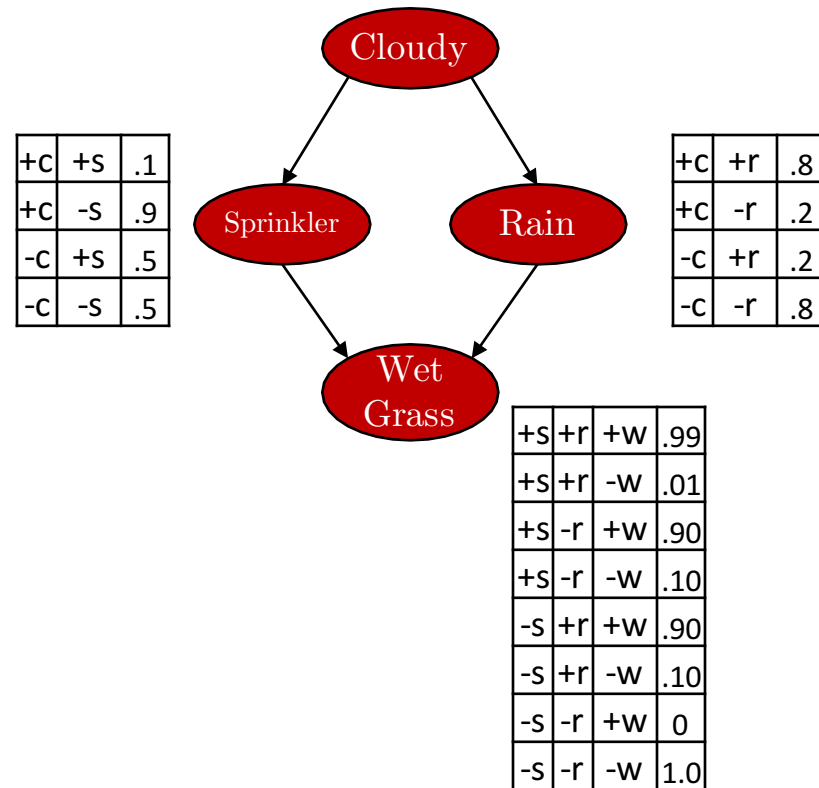 Cloudy
+c +s .1
+c -s .9
-c +s .5
-c -s .5
Sprinkler
Rain
+c +r .8
+c -r .2
-c +r .2
-c -r .8
Wet
Grass
+s +r +w .99
+s +r -w .01
+s -r +w .90
+s -r -w .10
-s +r +w .90
-s +r -w .10
-s -r +w 0
-s -r -w 1.0